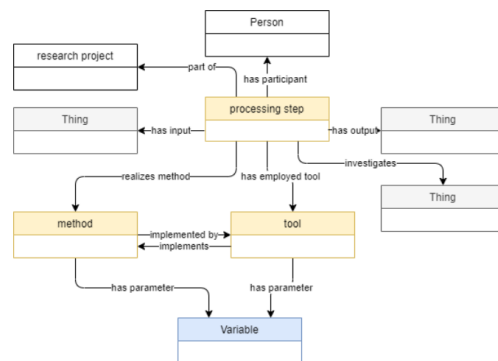 Person
research project
part of
has participant
processing step
Thing
has input
has output
Thing
investigates
realizes method
has employed tool
Thing
method
implemented by
tool
implements
has parameter
has parameter
Variable